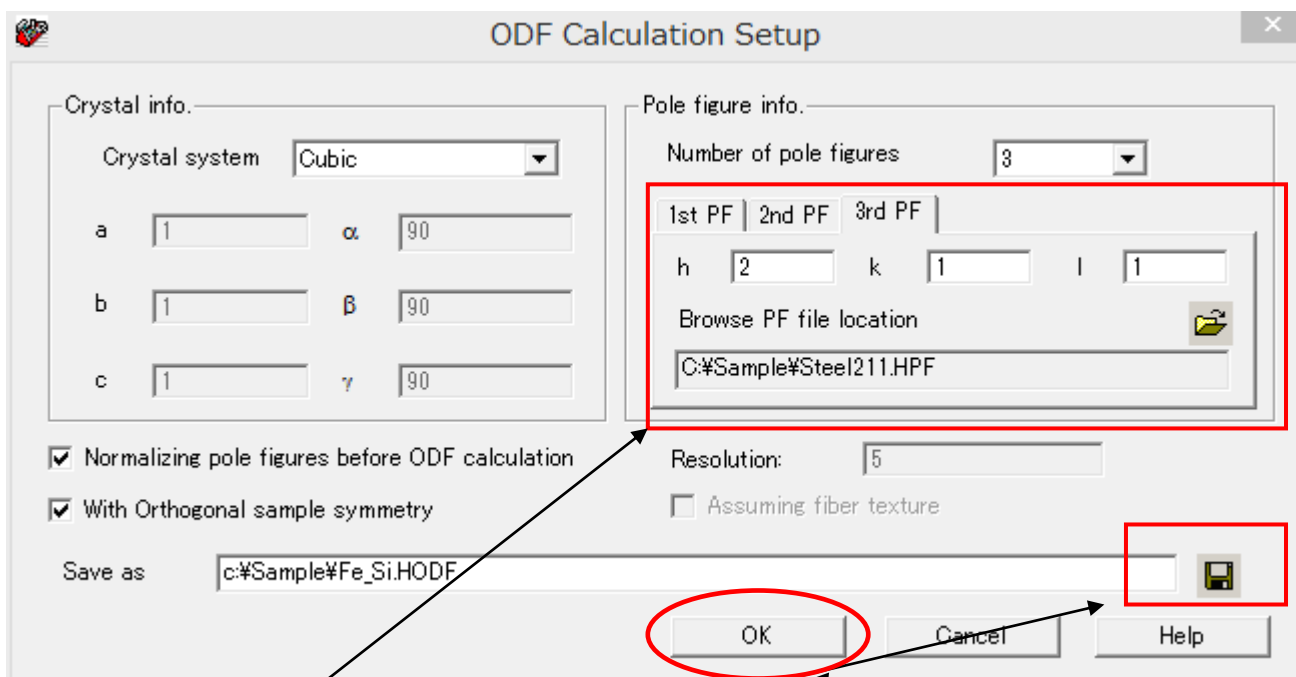 ODF Calculation Setup
Crystal info.
Crystal system Cubic
a 1 α 90
b 1 β 90
c 1 γ 90
Pole figure info.
Number of pole figures 3
1st PF 2nd PF 3rd PF
h 2 k 1 l 1
Browse PF file location
C:¥Sample¥Steel211.HPF
Normalizing pole figures before ODF calculation
Resolution: 5
With Orthogonal sample symmetry
Assuming fiber texture
Save as c:¥Sample¥Fe_Si.HODF
OK Cancel Help